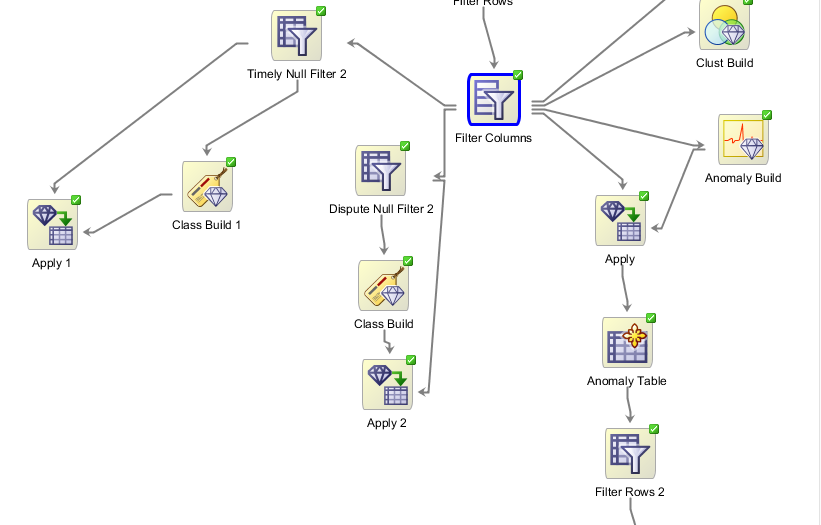 Filter Rows
Clust Build
Timely Null Filter 2
Filter Columns
Anomaly Build
Dispute Null Filter 2
Class Build 1
Apply 1
Apply
Class Build
Anomaly Table
Apply 2
Filter Rows 2